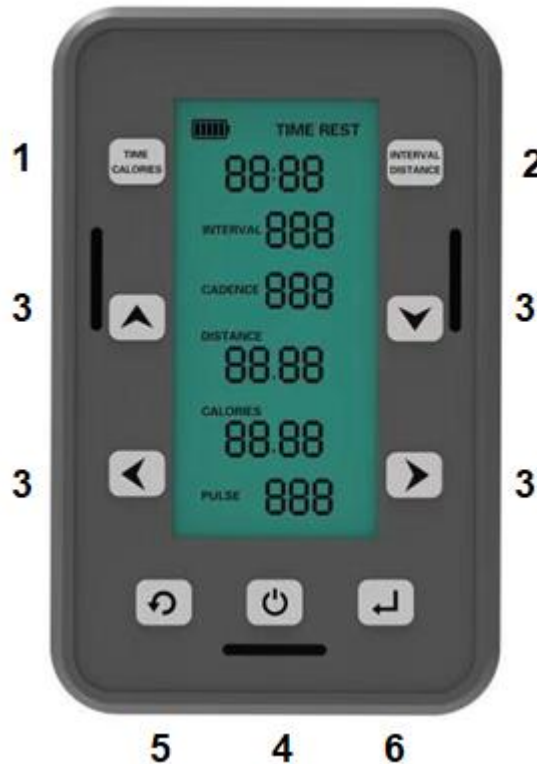 TIME REST
1 TIME CALORIES 88:88 INTERVAL DISTANCE 2
INTERVAL 888
CADENCE 888
3 3
DISTANCE
88.88
CALORIES
88.88
3 3
PULSE 888
5 4 6